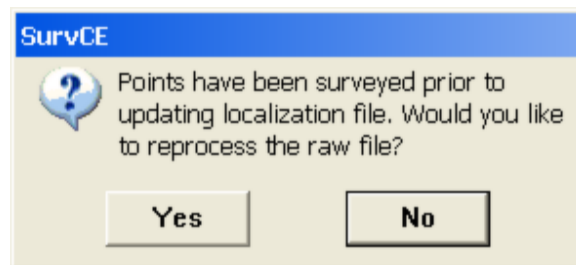 SurvCE
Points have been surveyed prior to
updating localization file. Would you like
to reprocess the raw file?
Yes
No